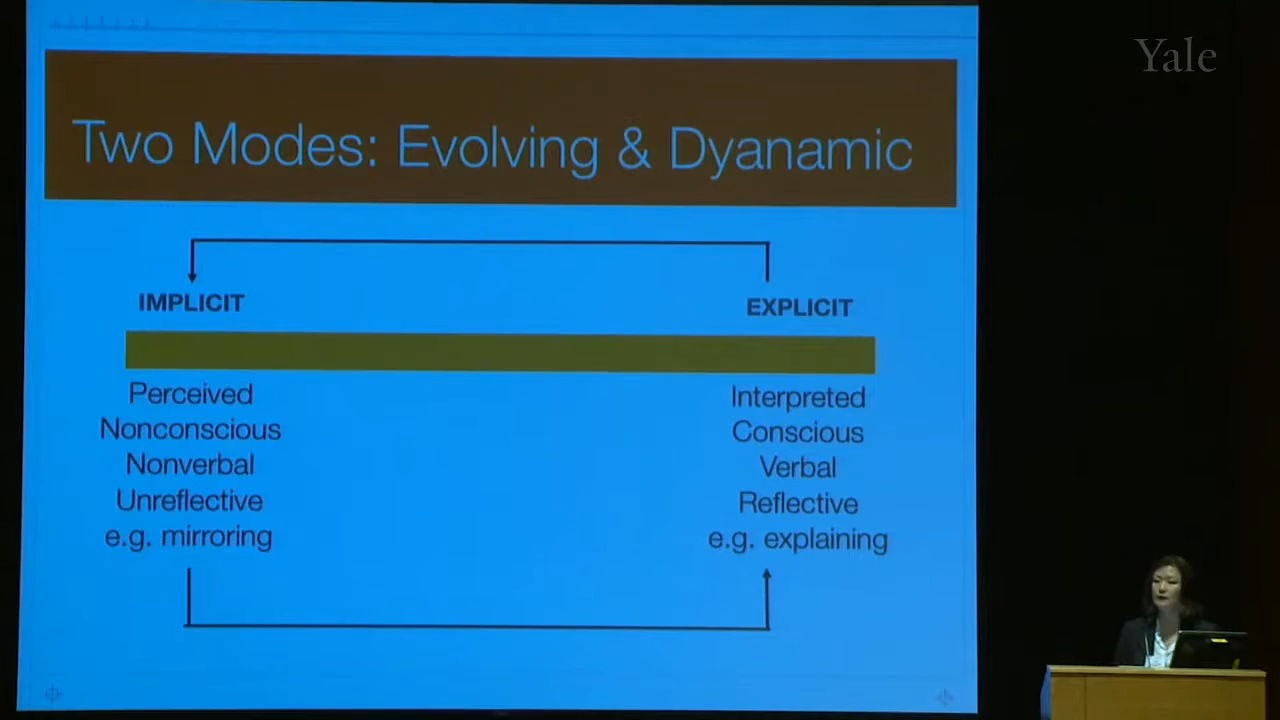 Yale
Two Modes: Evolving & Dyanamic
IMPLICIT
EXPLICIT
Perceived
Nonconscious
Nonverbal
Unreflective
e.g. mirroring
Interpreted
Conscious
Verbal
Reflective
e.g. explaining